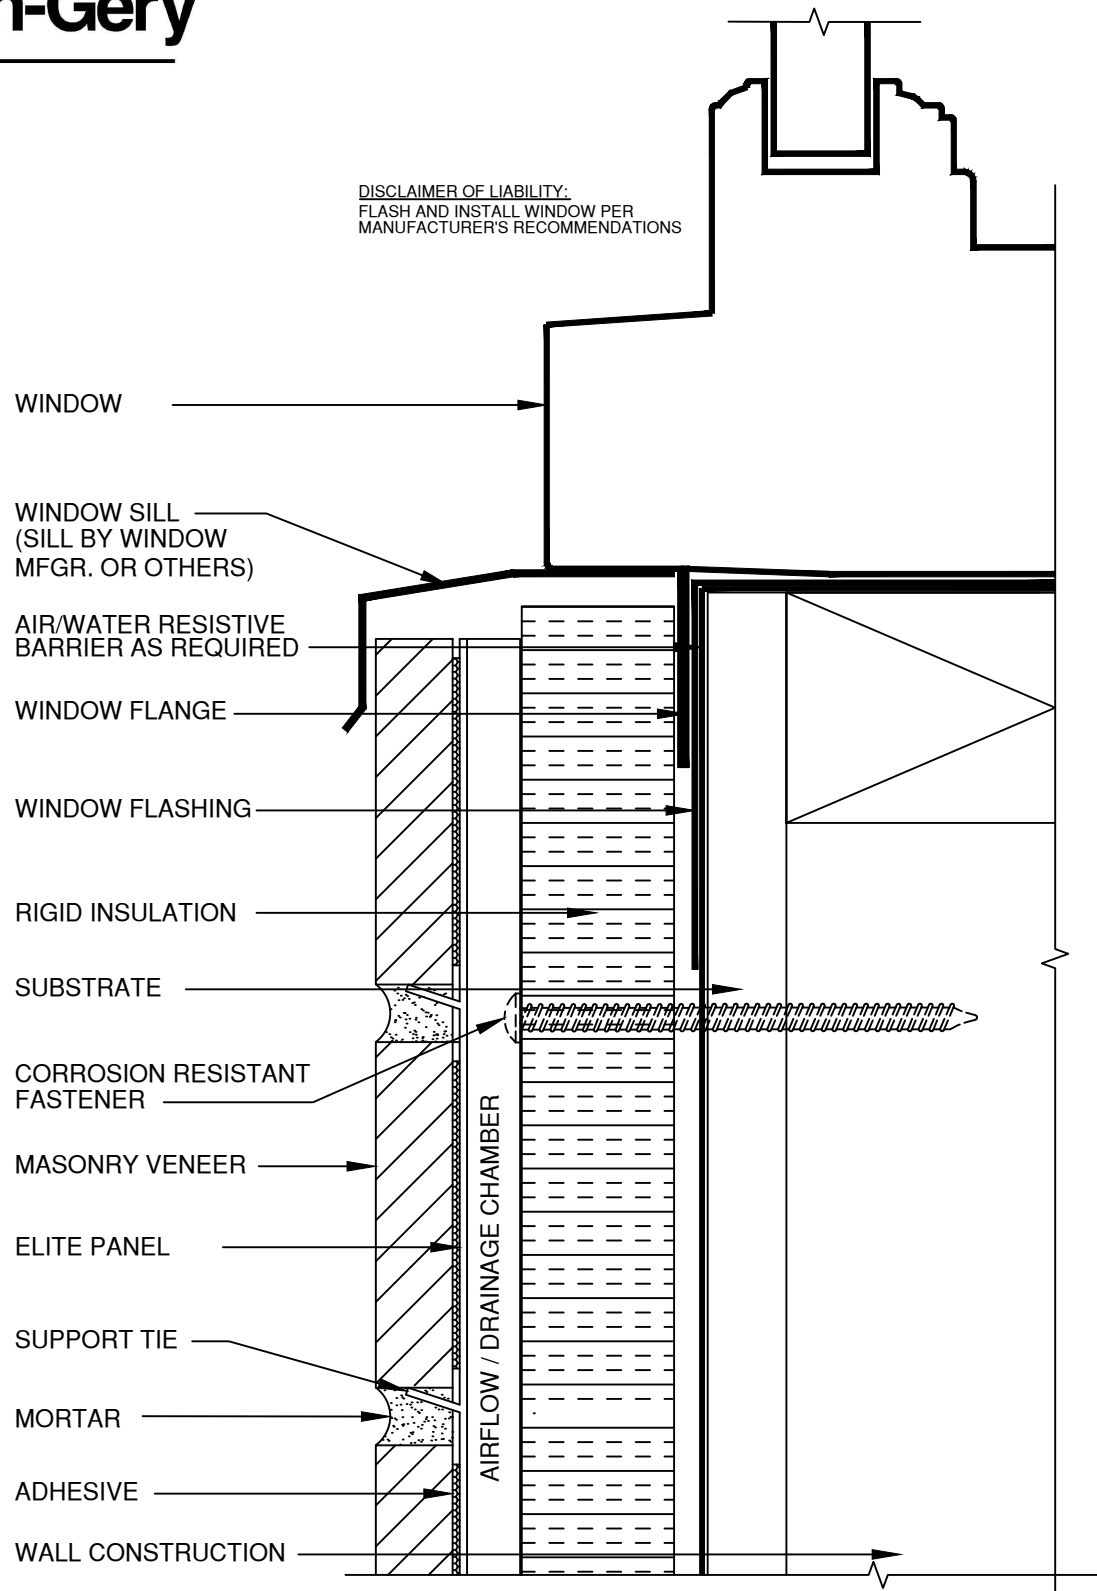 n-Gery
DISCLAIMER OF LIABILITY:
FLASH AND INSTALL WINDOW PER
MANUFACTURER'S RECOMMENDATIONS
WINDOW
WINDOW SILL
(SILL BY WINDOW
MFGR. OR OTHERS)
AIR/WATER RESISTIVE
BARRIER AS REQUIRED
WINDOW FLANGE
WINDOW FLASHING
RIGID INSULATION
SUBSTRATE
CORROSION RESISTANT
FASTENER
MASONRY VENEER
ELITE PANEL
SUPPORT TIE
MORTAR
ADHESIVE
WALL CONSTRUCTION
AIRFLOW / DRAINAGE CHAMBER